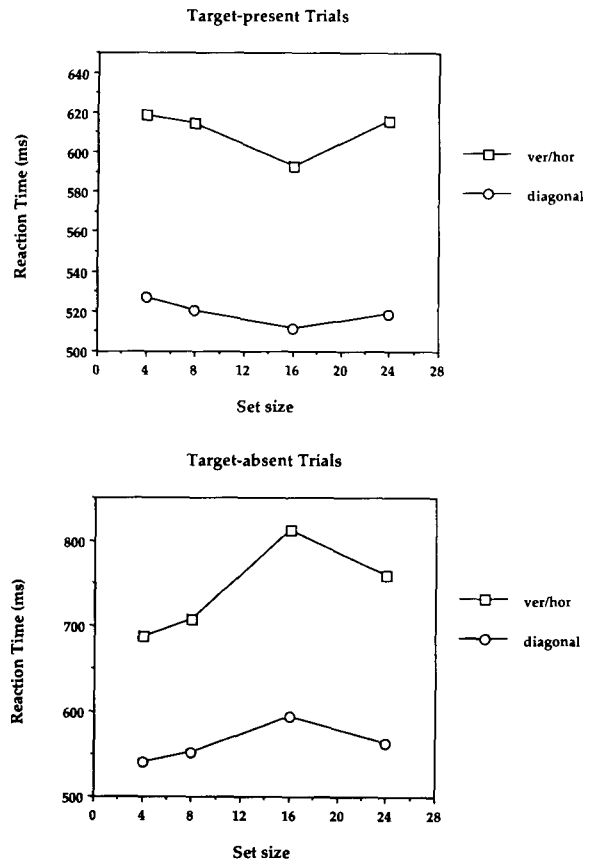 Target-present Trials
640
620
600
580
560
540
520
500
Reaction Time (ms)
0 4 8 12 16 20 24 28
Set size
ver/hor
diagonal
Target-absent Trials
800
700
600
500
Reaction Time (ms)
0 4 8 12 16 20 24 28
Set size
ver/hor
diagonal